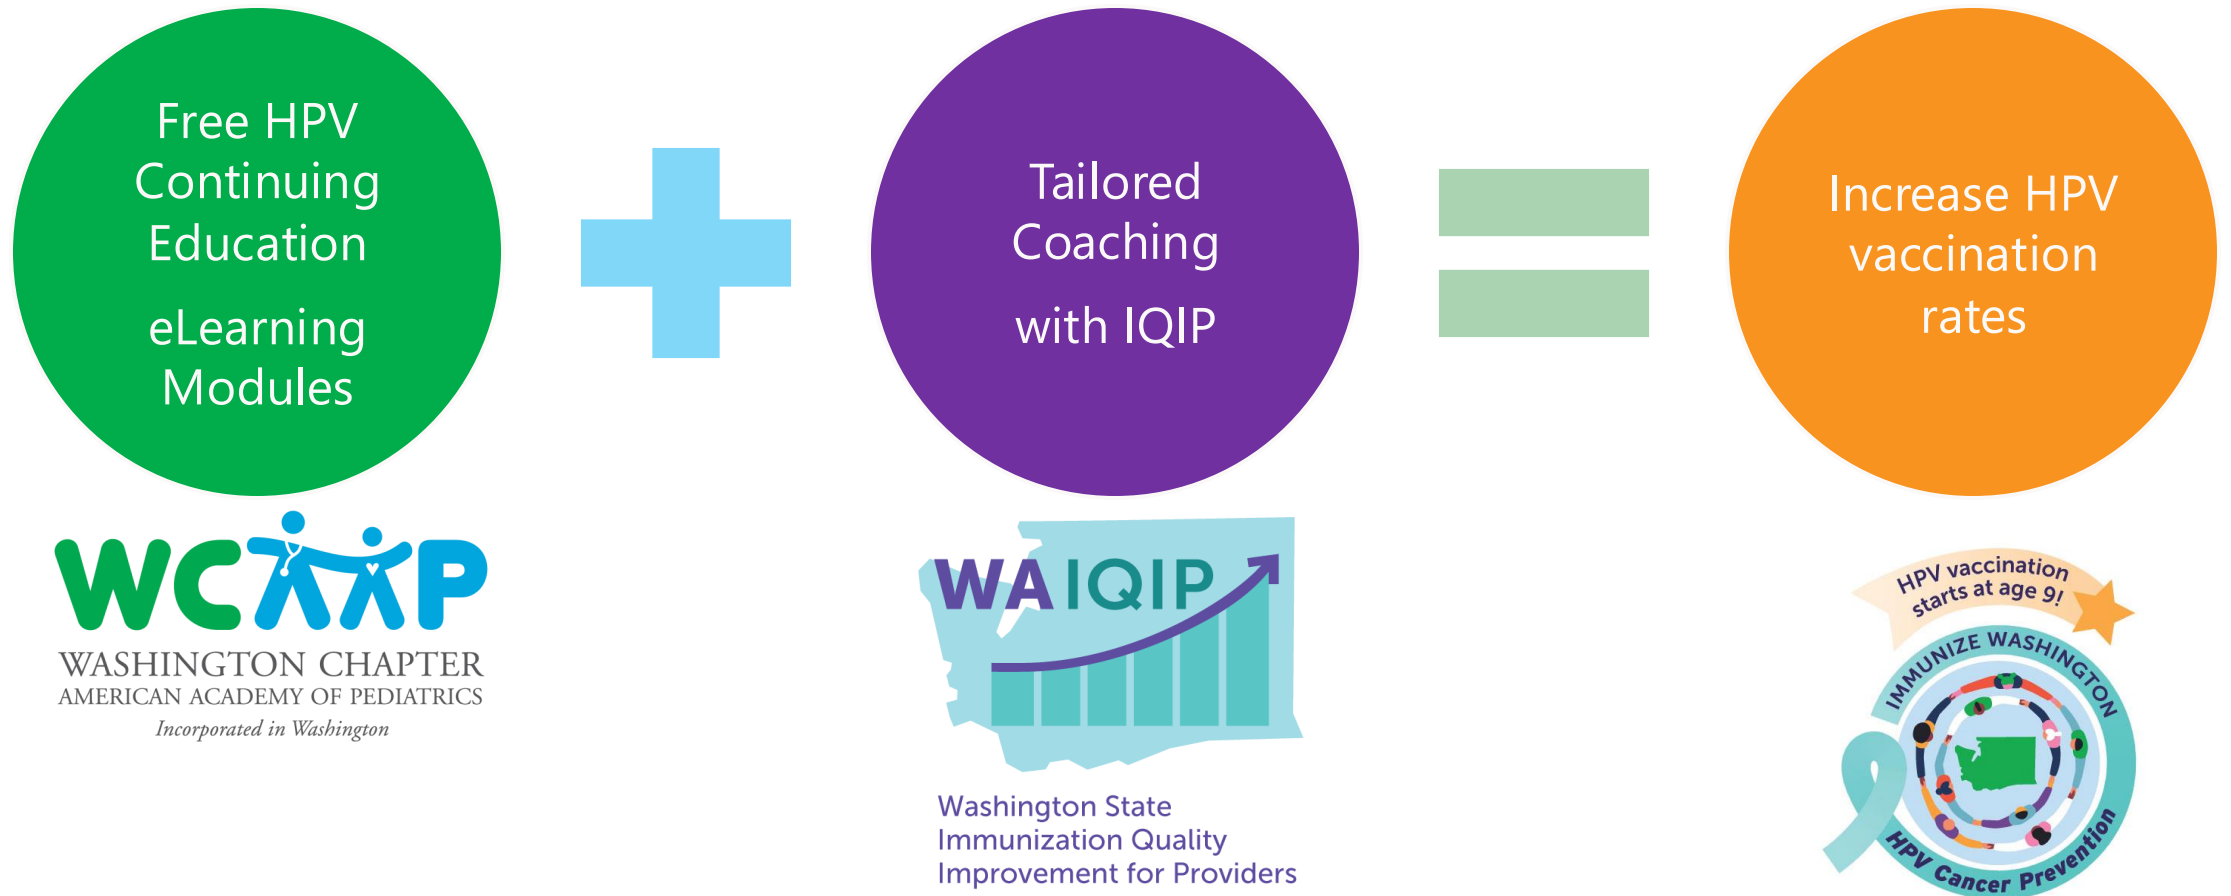 Free HPV
Continuing
Education
eLearning
Modules
Tailored
Coaching
with IQIP
Increase HPV
vaccination
rates
WCAAP
WASHINGTON CHAPTER
AMERICAN ACADEMY OF PEDIATRICS
Incorporated in Washington
WAIQIP
Washington State
Immunization Quality
Improvement for Providers
HPV vaccination
starts at age 9!
IMMUNIZE WASHINGTON
HPV Cancer Prevention